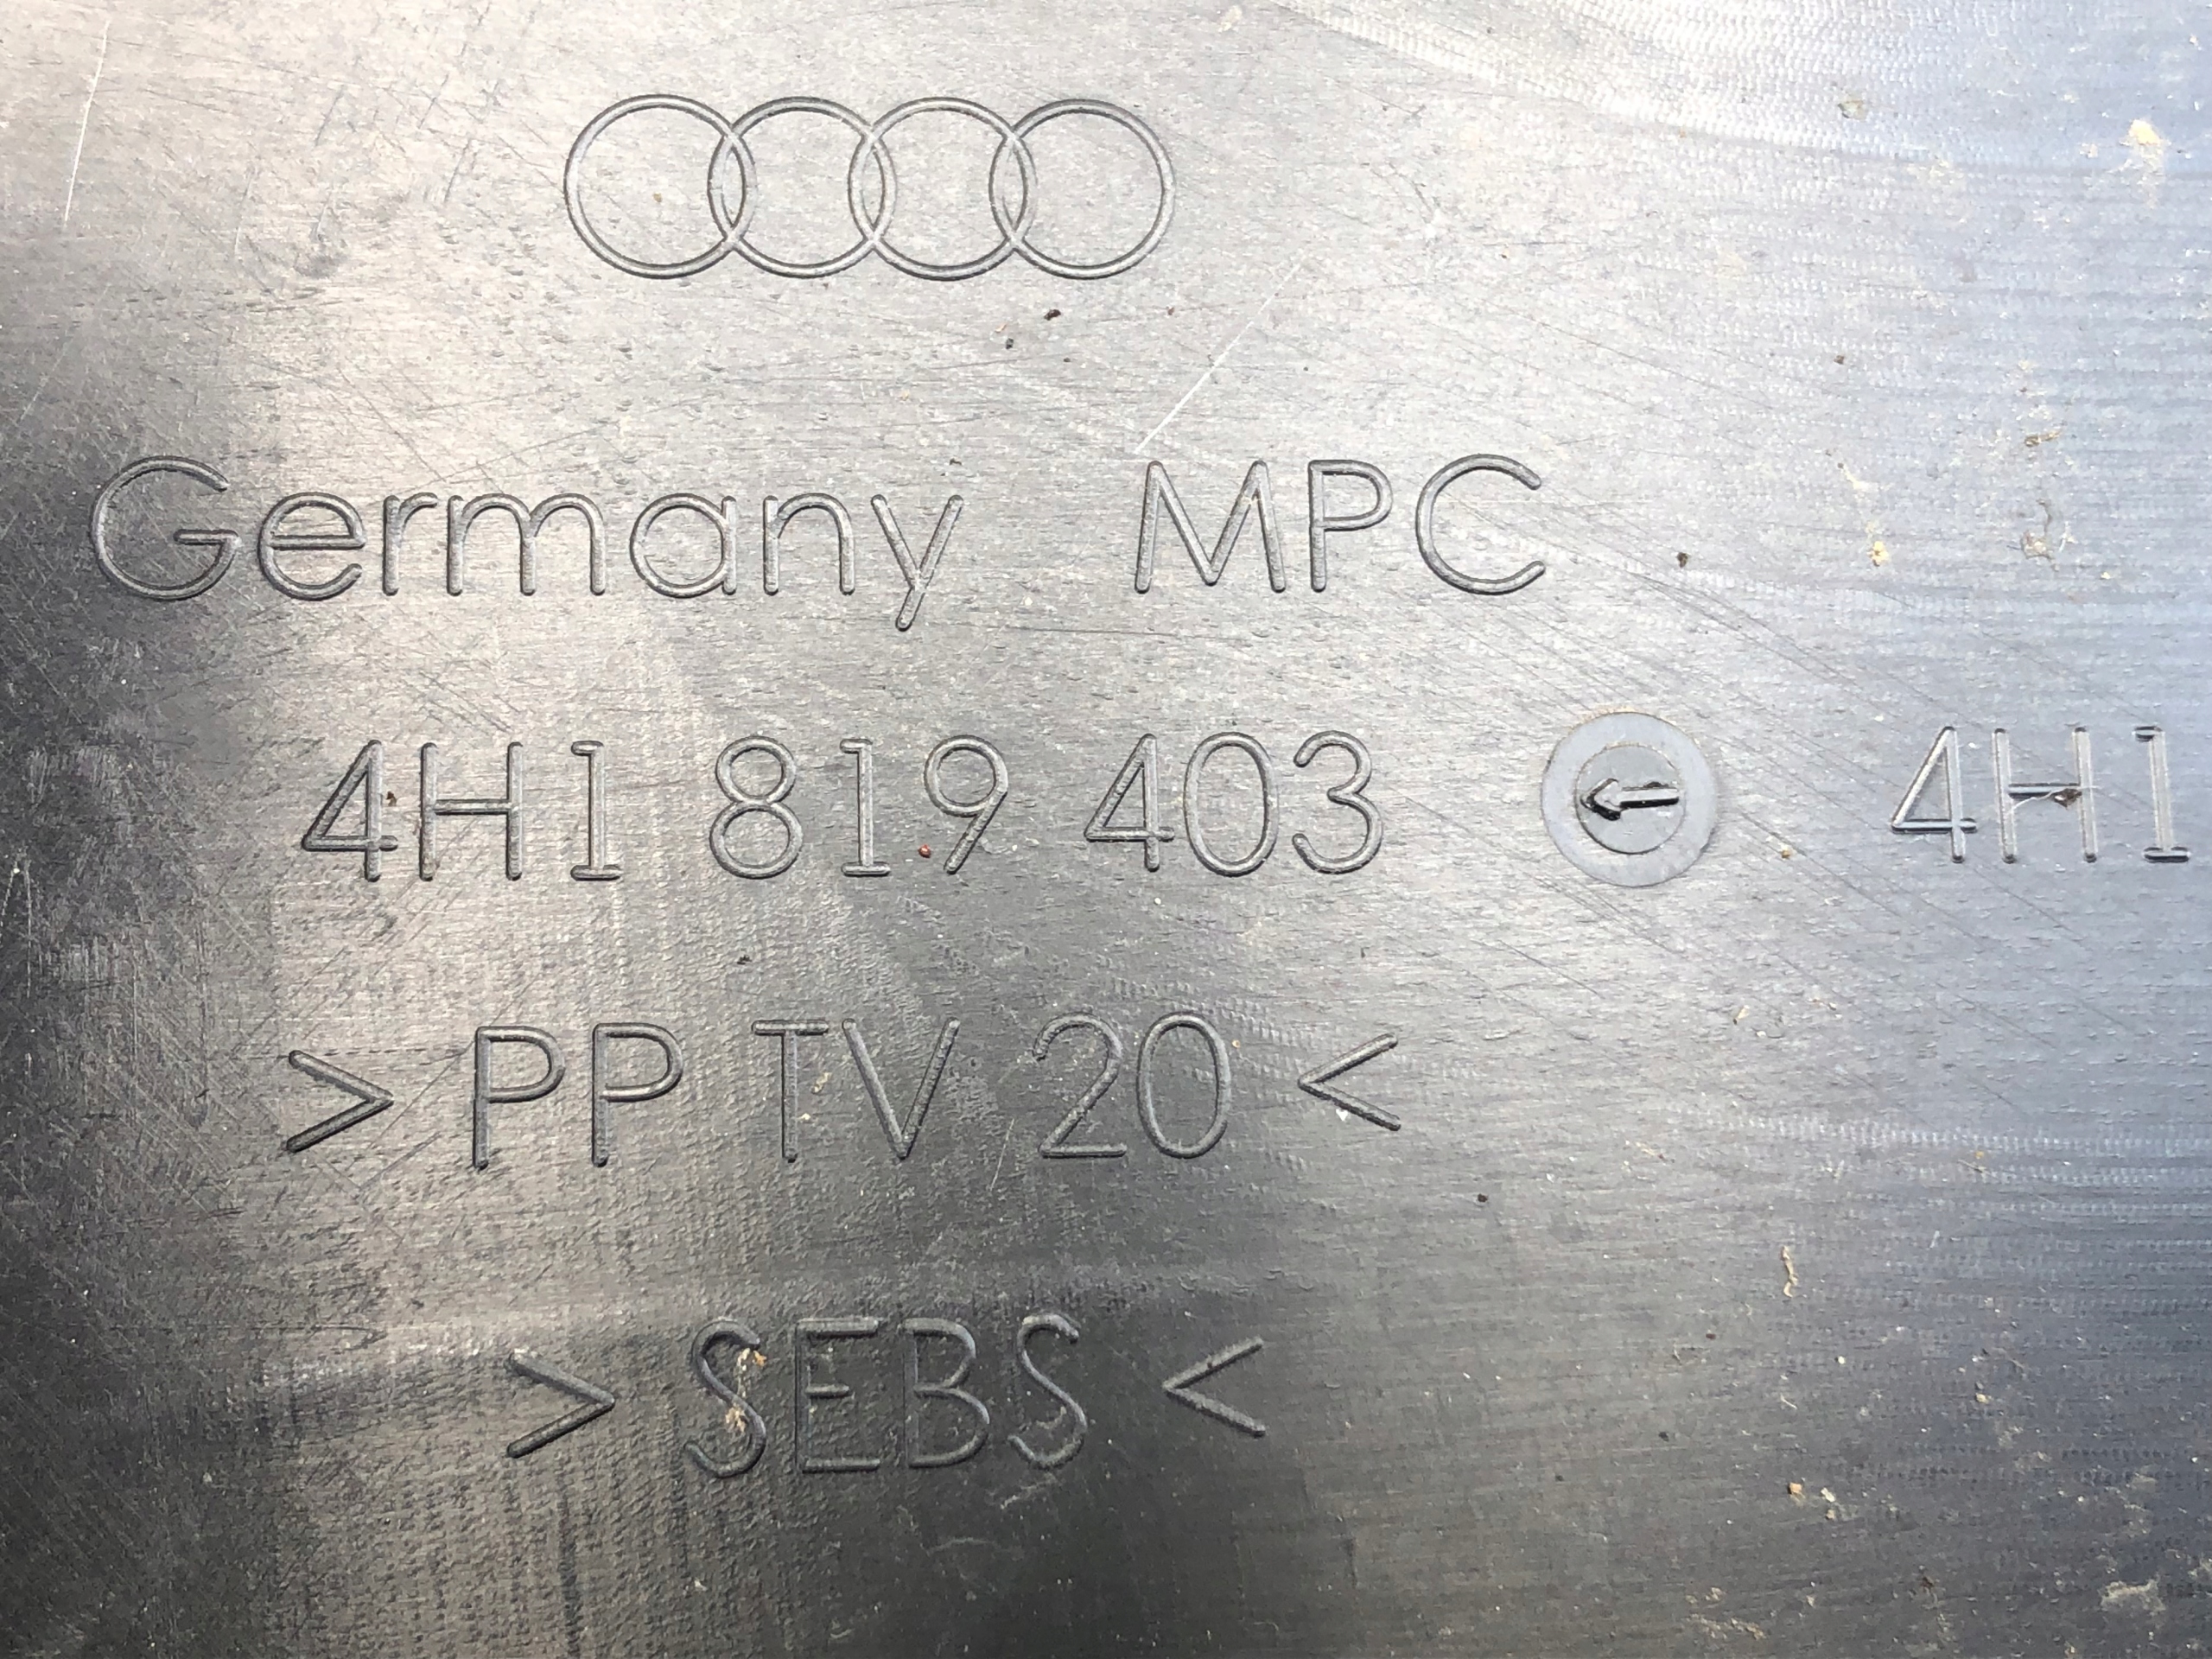 Germany MPC
4H1 819 403 ← 4H1
> PP TV 20 <
> SEBS <